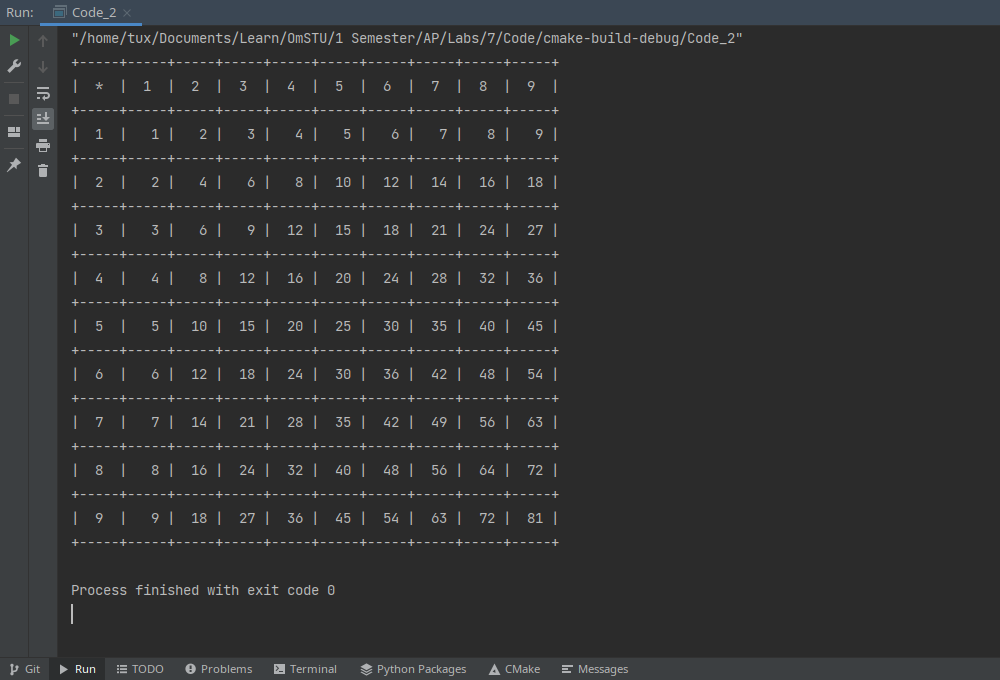 Run: Code_2
"/home/tux/Documents/Learn/OmSTU/1 Semester/AP/Labs/7/Code/cmake-build-debug/Code_2"
+-----+-----+-----+-----+-----+-----+-----+-----+-----+-----+
|  *  |  1  |  2  |  3  |  4  |  5  |  6  |  7  |  8  |  9  |
+-----+-----+-----+-----+-----+-----+-----+-----+-----+-----+
|  1  |   1 |   2 |   3 |   4 |   5 |   6 |   7 |   8 |   9 |
+-----+-----+-----+-----+-----+-----+-----+-----+-----+-----+
|  2  |   2 |   4 |   6 |   8 |  10 |  12 |  14 |  16 |  18 |
+-----+-----+-----+-----+-----+-----+-----+-----+-----+-----+
|  3  |   3 |   6 |   9 |  12 |  15 |  18 |  21 |  24 |  27 |
+-----+-----+-----+-----+-----+-----+-----+-----+-----+-----+
|  4  |   4 |   8 |  12 |  16 |  20 |  24 |  28 |  32 |  36 |
+-----+-----+-----+-----+-----+-----+-----+-----+-----+-----+
|  5  |   5 |  10 |  15 |  20 |  25 |  30 |  35 |  40 |  45 |
+-----+-----+-----+-----+-----+-----+-----+-----+-----+-----+
|  6  |   6 |  12 |  18 |  24 |  30 |  36 |  42 |  48 |  54 |
+-----+-----+-----+-----+-----+-----+-----+-----+-----+-----+
|  7  |   7 |  14 |  21 |  28 |  35 |  42 |  49 |  56 |  63 |
+-----+-----+-----+-----+-----+-----+-----+-----+-----+-----+
|  8  |   8 |  16 |  24 |  32 |  40 |  48 |  56 |  64 |  72 |
+-----+-----+-----+-----+-----+-----+-----+-----+-----+-----+
|  9  |   9 |  18 |  27 |  36 |  45 |  54 |  63 |  72 |  81 |
+-----+-----+-----+-----+-----+-----+-----+-----+-----+-----+
Process finished with exit code 0
Git Run TODO Problems Terminal Python Packages CMake Messages